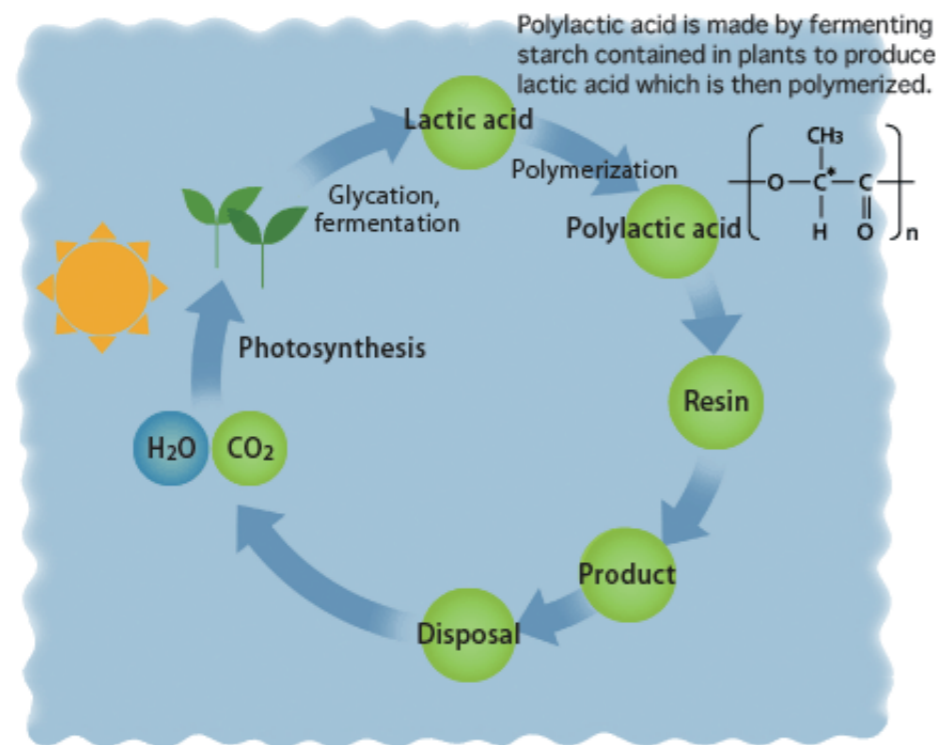 Polylactic acid is made by fermenting
starch contained in plants to produce
lactic acid which is then polymerized.
Lactic acid
Polymerization
Glycation,
fermentation
Polylactic acid
CH3
O C* C
H O n
Photosynthesis
Resin
H2O CO2
Product
Disposal